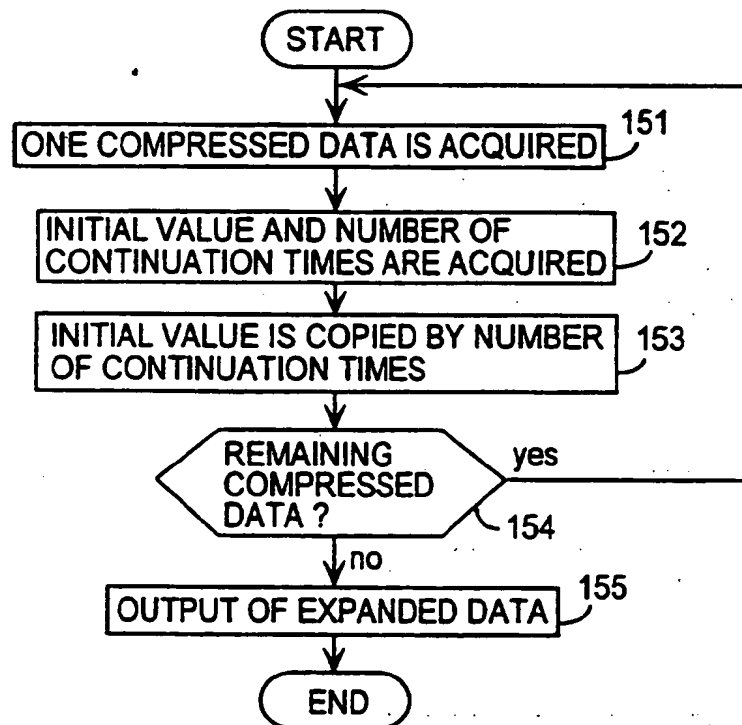 START
ONE COMPRESSED DATA IS ACQUIRED
151
INITIAL VALUE AND NUMBER OF
CONTINUATION TIMES ARE ACQUIRED
152
INITIAL VALUE IS COPIED BY NUMBER
OF CONTINUATION TIMES
153
REMAINING
COMPRESSED
DATA ?
yes
154
no
OUTPUT OF EXPANDED DATA
155
END